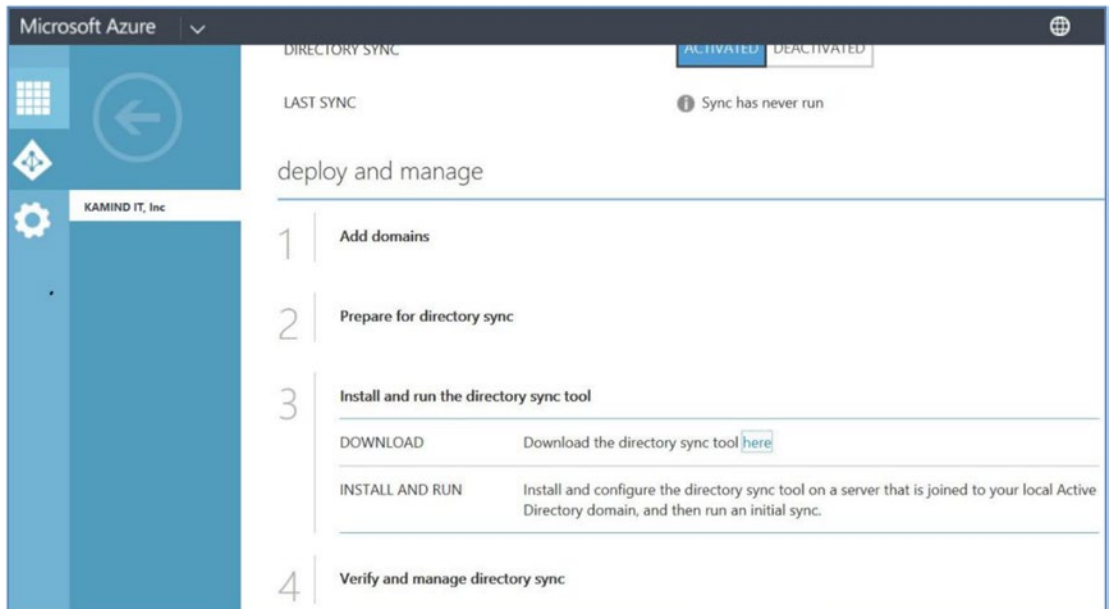 Microsoft Azure
DIRECTORY SYNC ACTIVATED DEACTIVATED
LAST SYNC Sync has never run
deploy and manage
KAMIND IT, Inc
1 Add domains
2 Prepare for directory sync
3 Install and run the directory sync tool
DOWNLOAD Download the directory sync tool here
INSTALL AND RUN Install and configure the directory sync tool on a server that is joined to your local Active
Directory domain, and then run an initial sync.
4 Verify and manage directory sync